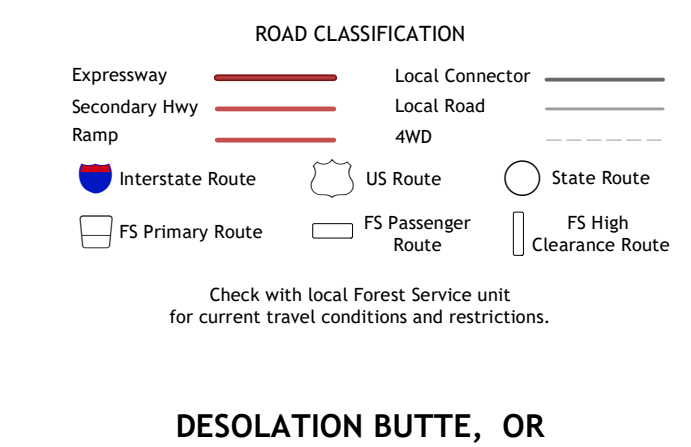 ROAD CLASSIFICATION
Expressway
Local Connector
Secondary Hwy
Local Road
Ramp
4WD
Interstate Route
US Route
State Route
FS Primary Route
FS Passenger
Route
FS High
Clearance Route
Check with local Forest Service unit
for current travel conditions and restrictions.
DESOLATION BUTTE, OR